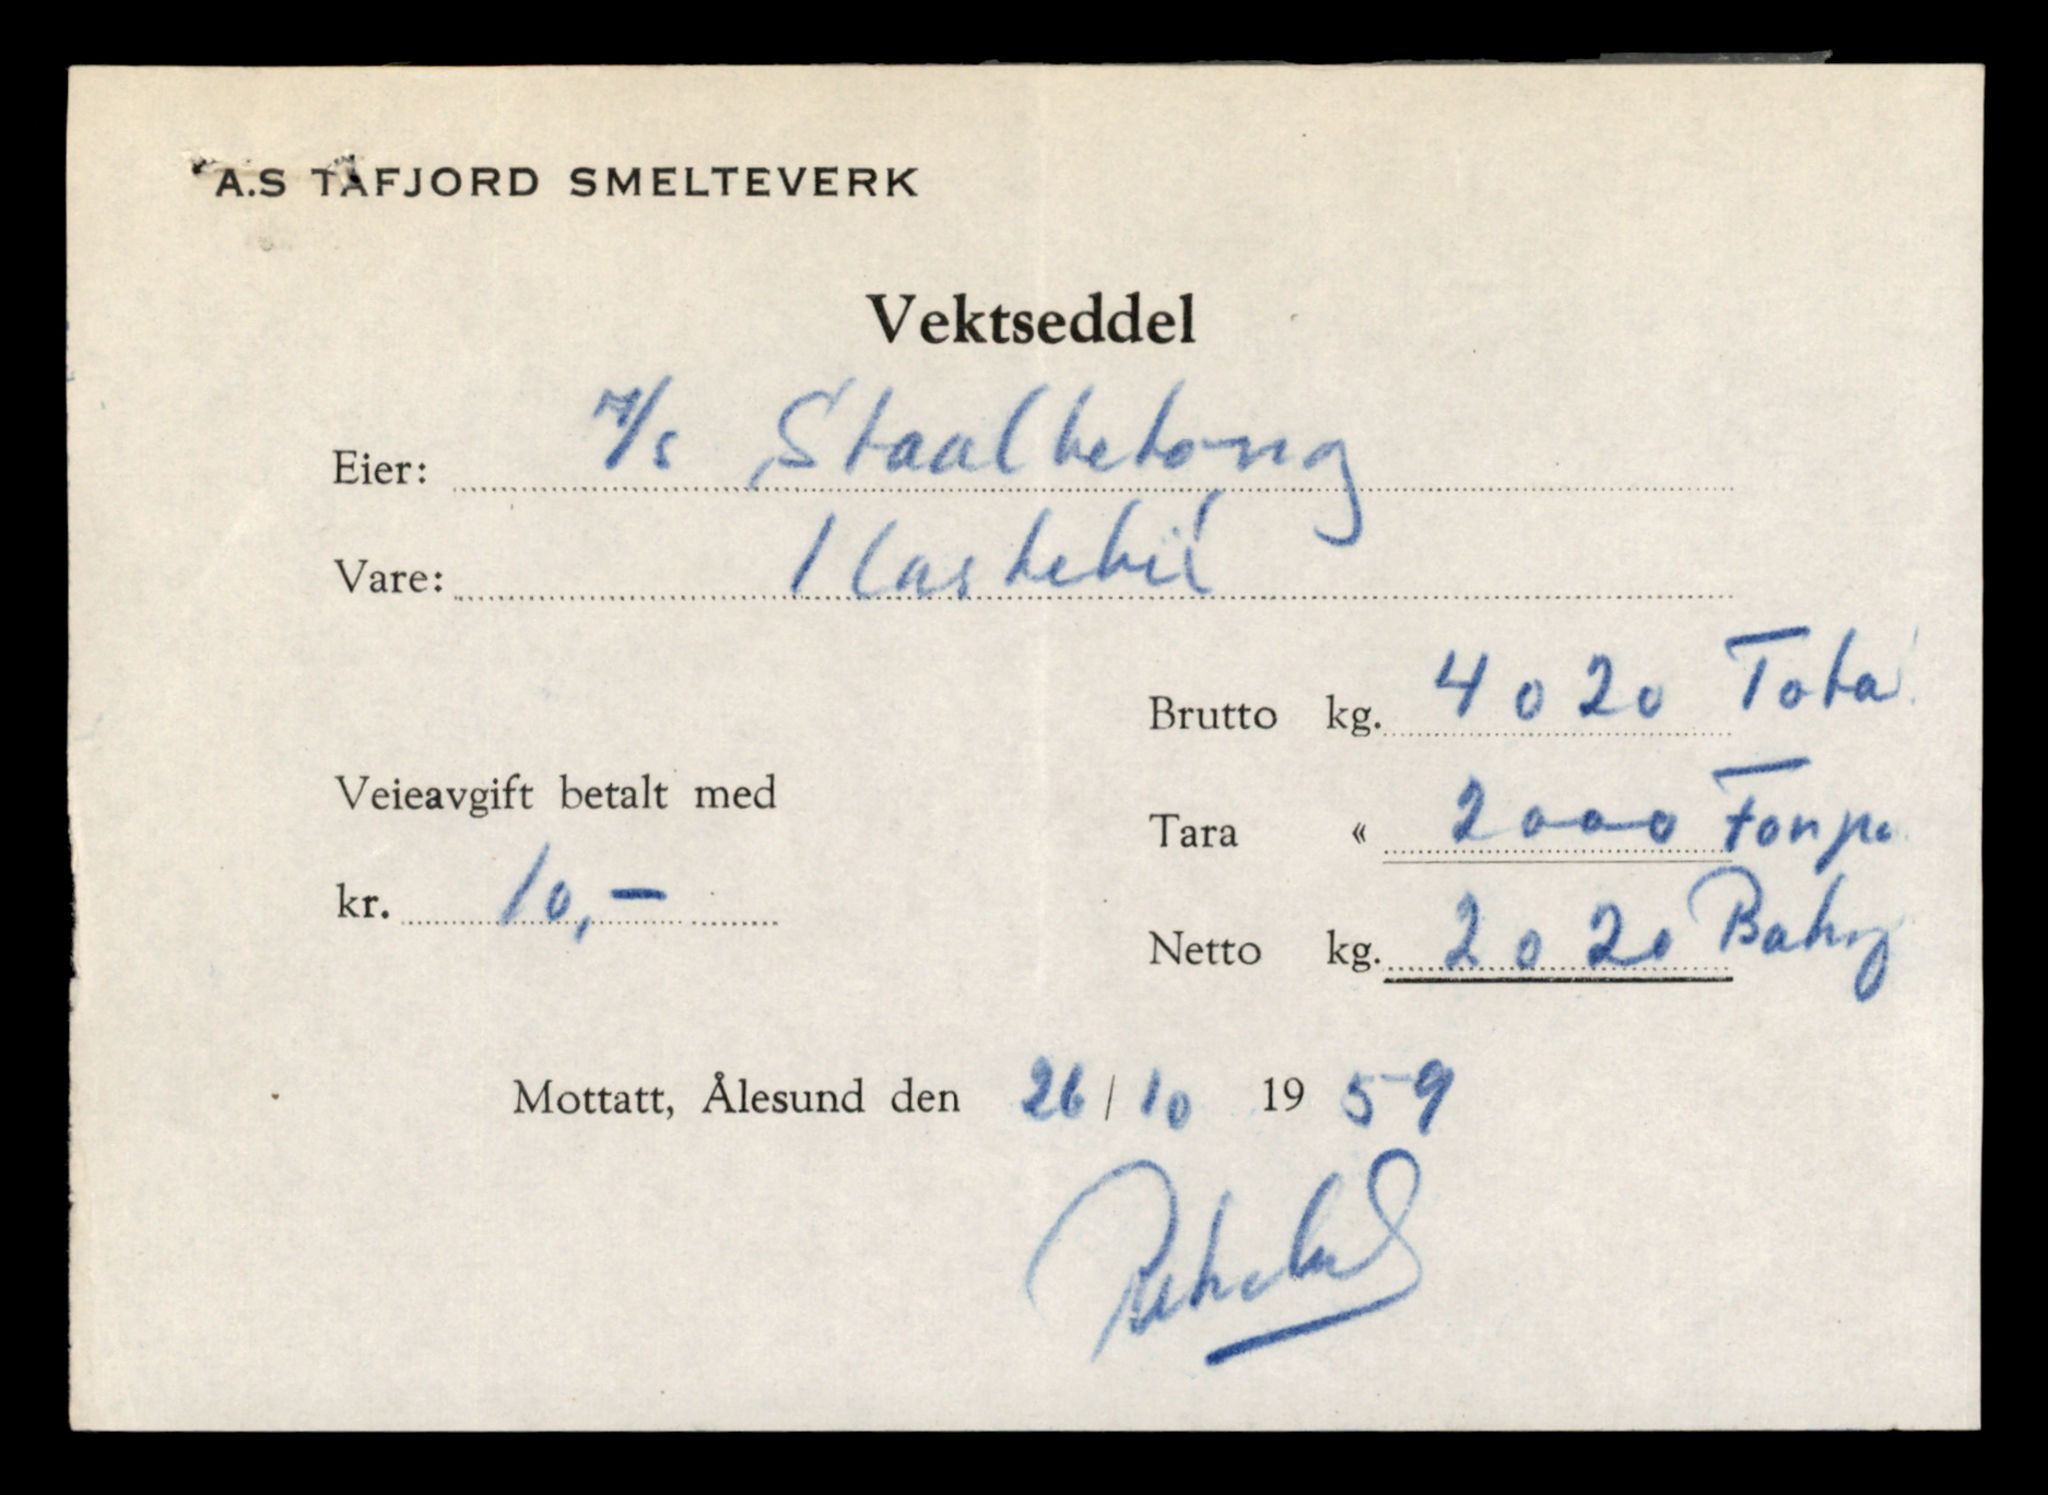 A.S TAFJORD SMELTEVERK
Vektseddel
Eier: A/s Staalbetong
Vare: 1 lastebil
Brutto kg. 4020 Total
Veieavgift betalt med
Tara « 2000 Forpa
kr. 10,-
Netto kg. 2020 Bakpa
Mottatt, Ålesund den 26/10 1959